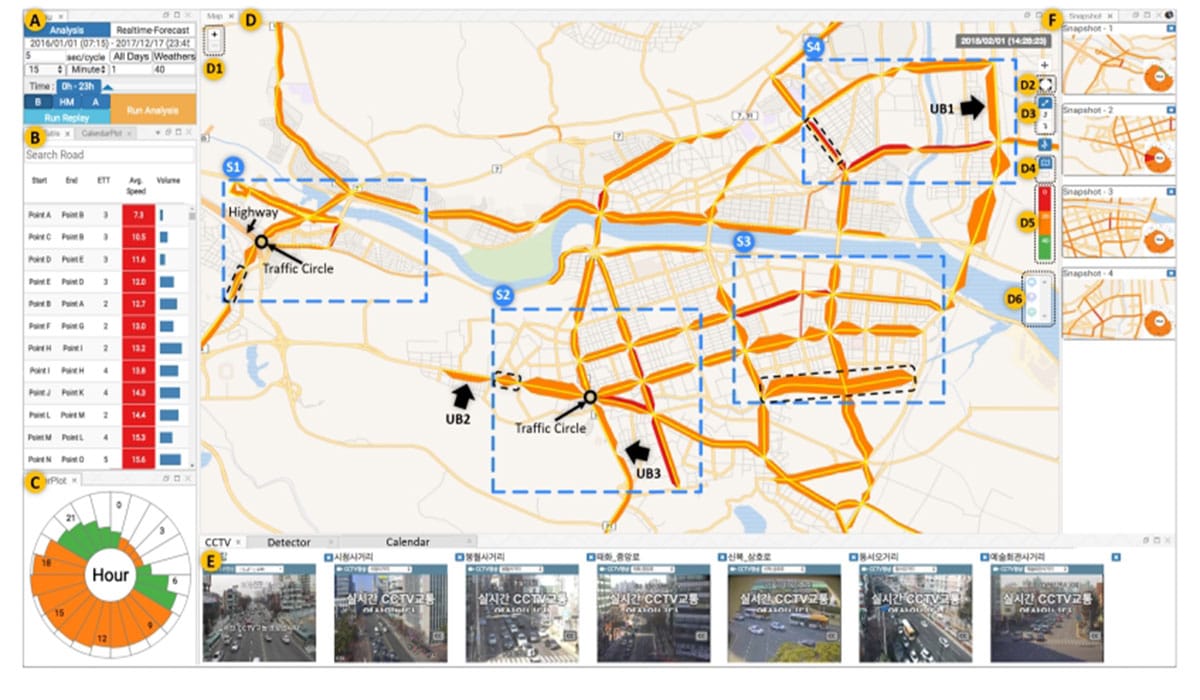 A
Analysis
Realtime-Forecast
2016/01/01 (07:15) - 2017/12/17 (23:45
5
sec/cycle
All Days
Weathers
15
Minute
1
40
Time :
0h - 23h
B
HM
A
Run Replay
Run Analysis
B
CalendarPlot
Search Road
Start
End
ETT
Avg.
Speed
Volume
Point A
Point B
3
7.3
Point C
Point B
3
10.5
Point D
Point E
3
11.6
Point E
Point D
3
12.0
Point B
Point A
2
12.7
Point F
Point G
2
13.0
Point H
Point I
2
13.2
Point I
Point H
4
13.8
Point J
Point K
4
14.3
Point L
Point M
2
14.4
Point M
Point L
4
15.3
Point N
Point O
5
15.6
C
Hour
0
3
6
9
12
15
18
21
Map
D
D1
S1
Highway
Traffic Circle
S2
UB2
Traffic Circle
UB3
S3
S4
UB1
7
7
7
D2
D3
D4
D5
D6
F
Snapshot
Snapshot - 1
Snapshot - 2
Snapshot - 3
Snapshot - 4
CCTV
Detector
Calendar
E
시청사거리
봉월사거리
태화_중앙로
신복_삼호로
동서오거리
예술회관사거리
실시간 CCTV교통
실시간 CCTV교통
실시간 CCTV교통
실시간 CCTV교통
실시간 CCTV교통
실시간 CCTV교통